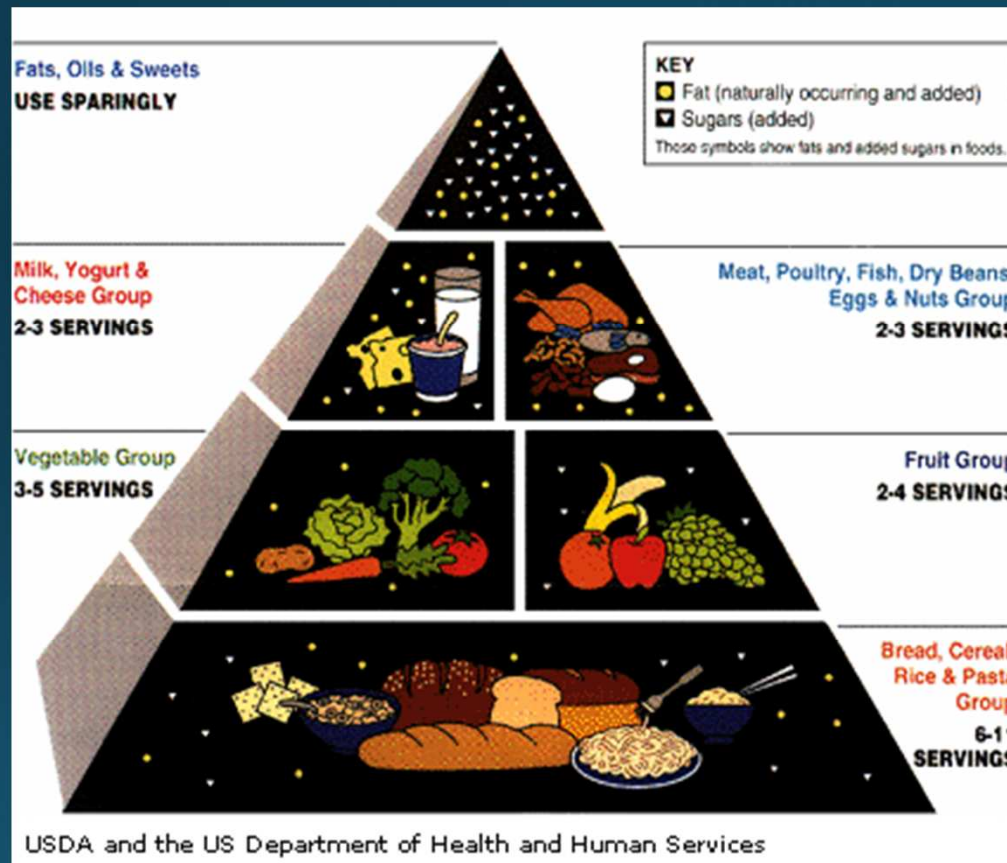 Fats, Oils & Sweets
USE SPARINGLY
KEY
Fat (naturally occurring and added)
Sugars (added)
These symbols show fats and added sugars in foods.
Milk, Yogurt &
Cheese Group
2-3 SERVINGS
Meat, Poultry, Fish, Dry Beans
Eggs & Nuts Group
2-3 SERVINGS
Vegetable Group
3-5 SERVINGS
Fruit Group
2-4 SERVINGS
Bread, Cereal
Rice & Pasta
Group
6-1
SERVINGS
USDA and the US Department of Health and Human Services